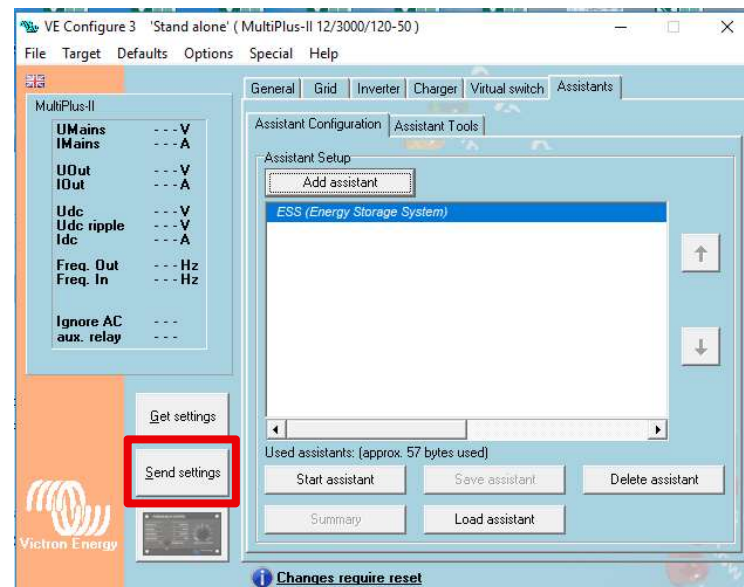 VE Configure 3 'Stand alone' ( MultiPlus-II 12/3000/120-50 )
File Target Defaults Options Special Help
General Grid Inverter Charger Virtual switch Assistants
MultiPlus-II
UMains - - - V
IMains - - - A
UOut - - - V
IOut - - - A
Udc - - - V
Udc ripple - - - V
Idc - - - A
Freq. Out - - - Hz
Freq. In - - - Hz
Ignore AC - - -
aux. relay - - -
Get settings
Send settings
Victron Energy
Assistant Configuration Assistant Tools
Assistant Setup
Add assistant
ESS (Energy Storage System)
Used assistants: (approx. 57 bytes used)
Start assistant Save assistant Delete assistant
Summary Load assistant
Changes require reset